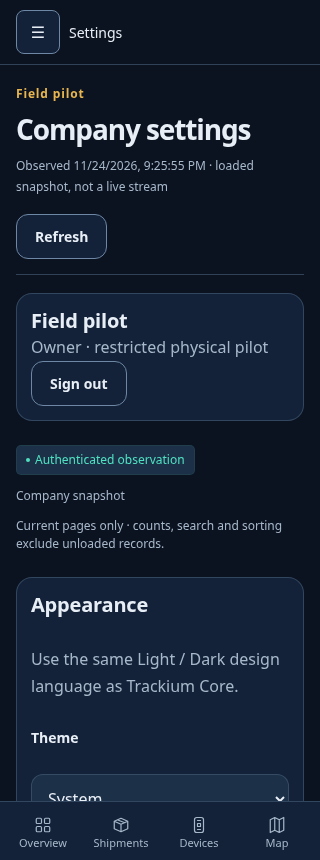 ☰ Settings
Field pilot
Company settings
Observed 11/24/2026, 9:25:55 PM · loaded
snapshot, not a live stream
Refresh
Field pilot
Owner · restricted physical pilot
Sign out
• Authenticated observation
Company snapshot
Current pages only · counts, search and sorting
exclude unloaded records.
Appearance
Use the same Light / Dark design
language as Trackium Core.
Theme
System
Overview Shipments Devices Map